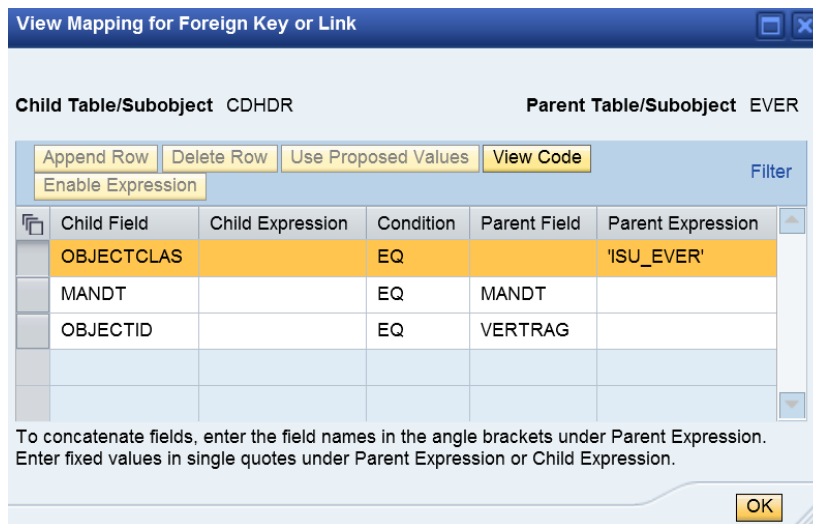 View Mapping for Foreign Key or Link
Child Table/Subobject CDHDR Parent Table/Subobject EVER
Append Row Delete Row Use Proposed Values View Code Filter
Enable Expression
Child Field Child Expression Condition Parent Field Parent Expression
OBJECTCLAS EQ 'ISU_EVER'
MANDT EQ MANDT
OBJECTID EQ VERTRAG
To concatenate fields, enter the field names in the angle brackets under Parent Expression.
Enter fixed values in single quotes under Parent Expression or Child Expression.
OK